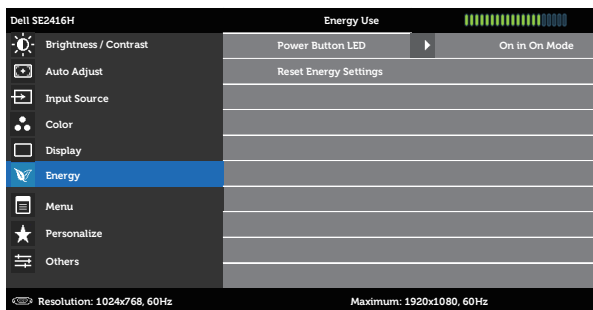 Dell SE2416H Energy Use
Brightness / Contrast Power Button LED On in On Mode
Auto Adjust Reset Energy Settings
Input Source
Color
Display
Energy
Menu
Personalize
Others
Resolution: 1024x768, 60Hz Maximum: 1920x1080, 60Hz